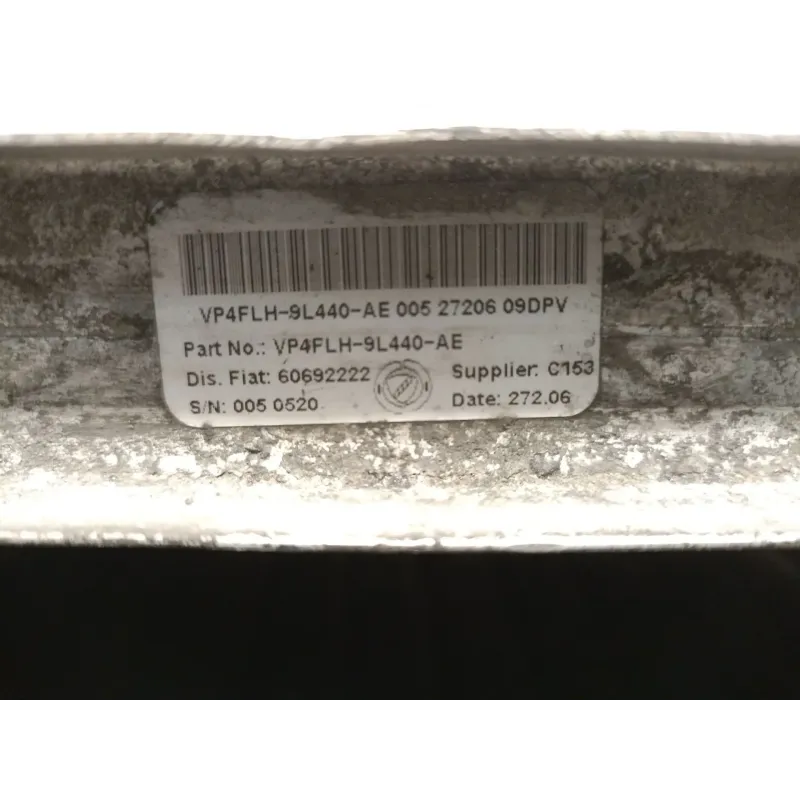 VP4FLH-9L440-AE 005 27206 09DPV
Part No.: VP4FLH-9L440-AE
Dis. Fiat: 60692222 Supplier: C153
S/N: 005 0520 Date: 272.06